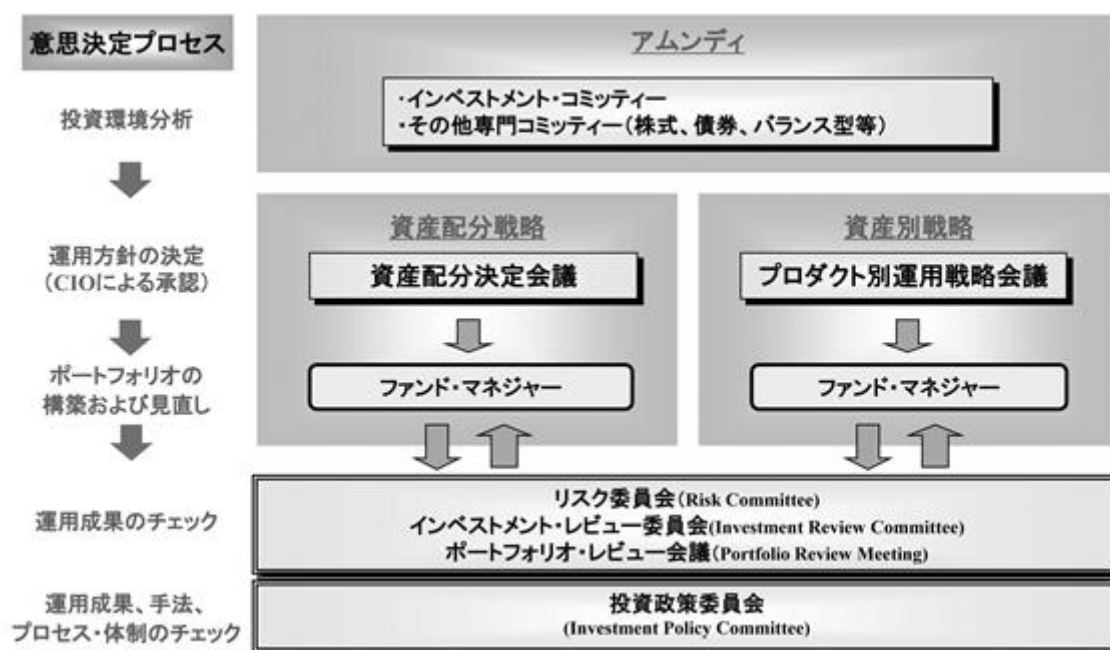 意思決定プロセス
アムンディ
投資環境分析
・インベストメント・コミッティー
・その他専門コミッティー(株式、債券、バランス型等)
運用方針の決定
(CIOによる承認)
資産配分戦略
資産配分決定会議
資産別戦略
プロダクト別運用戦略会議
ポートフォリオの
構築および見直し
ファンド・マネジャー
ファンド・マネジャー
運用成果のチェック
リスク委員会(Risk Committee)
インベストメント・レビュー委員会(Investment Review Committee)
ポートフォリオ・レビュー会議(Portfolio Review Meeting)
運用成果、手法、
プロセス・体制のチェック
投資政策委員会
(Investment Policy Committee)